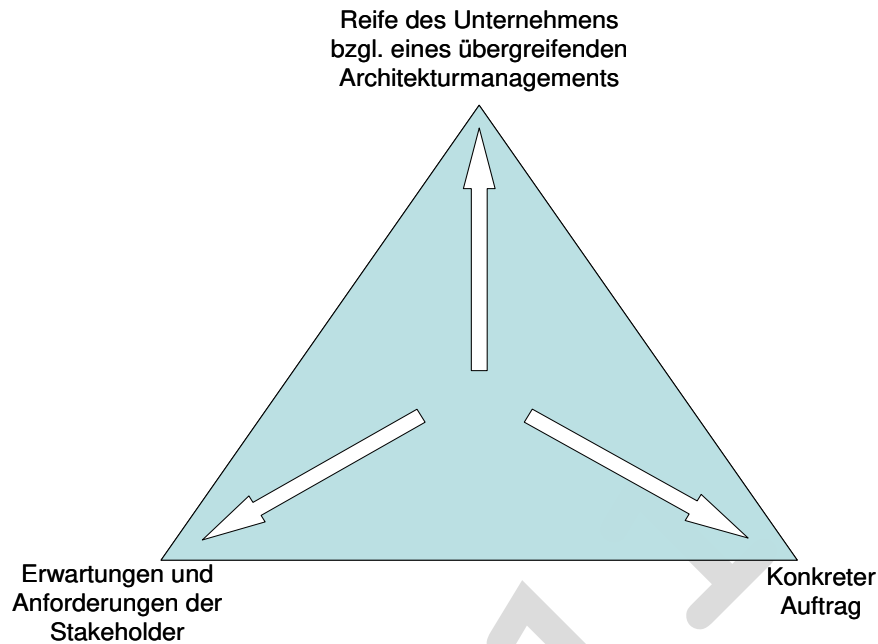 Reife des Unternehmens
bzgl. eines übergreifenden
Architekturmanagements
Erwartungen und
Anforderungen der
Stakeholder
Konkreter
Auftrag